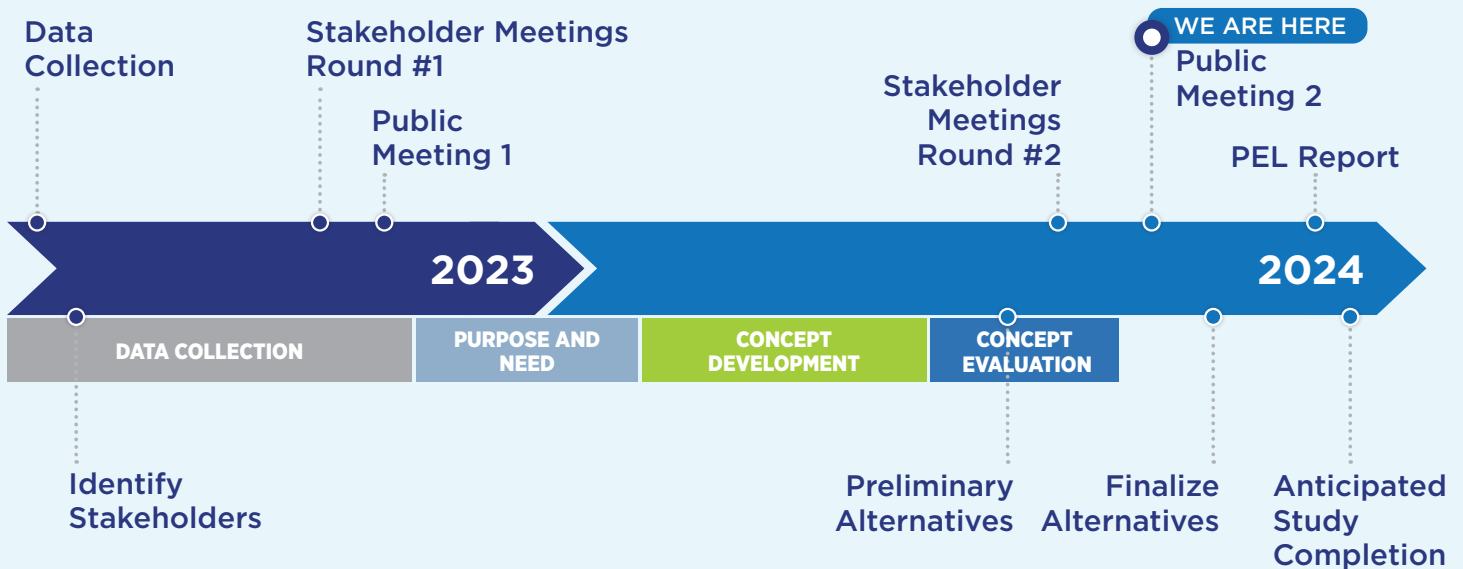 Data
Collection
Stakeholder Meetings
Round #1
Public
Meeting 1
Stakeholder
Meetings
Round #2
WE ARE HERE
Public
Meeting 2
PEL Report
2023
2024
DATA COLLECTION
PURPOSE AND
NEED
CONCEPT
DEVELOPMENT
CONCEPT
EVALUATION
Identify
Stakeholders
Preliminary
Alternatives
Finalize
Alternatives
Anticipated
Study
Completion